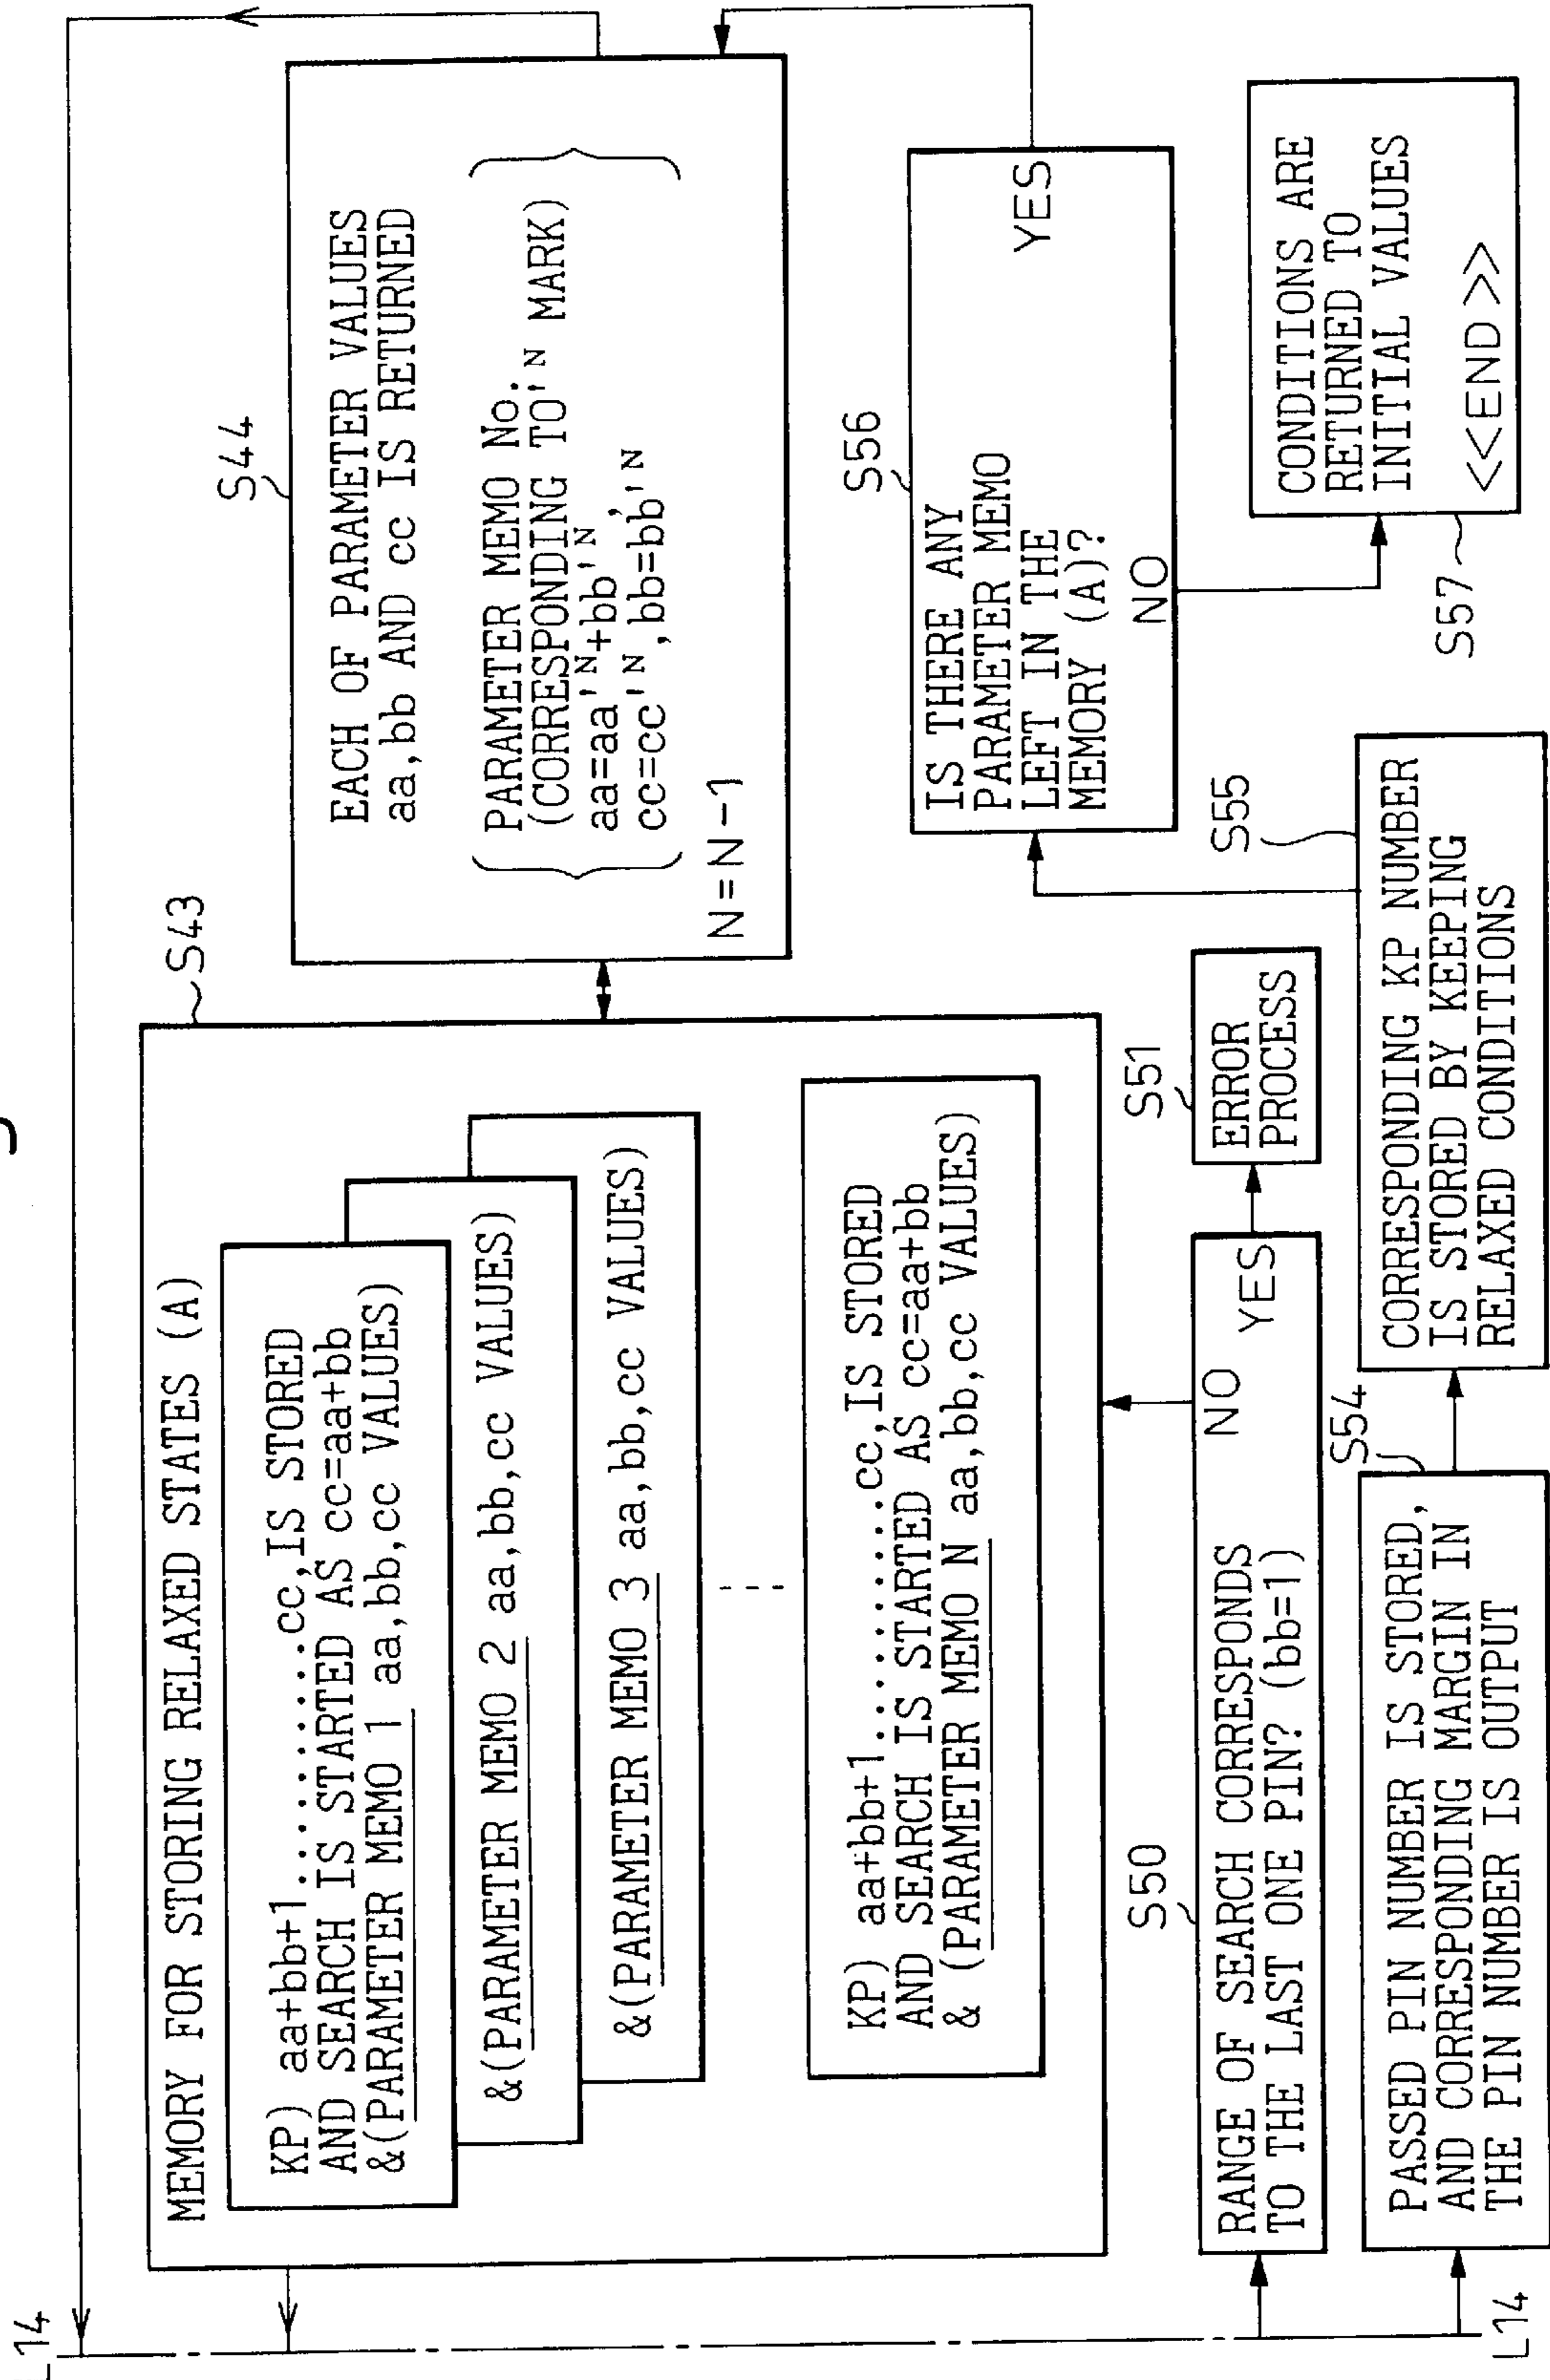 L14
MEMORY FOR STORING RELAXED STATES (A)
S43
KP) aa+bb+1............cc,IS STORED
AND SEARCH IS STARTED AS cc=aa+bb
&(PARAMETER MEMO 1 aa,bb,cc VALUES)
&(PARAMETER MEMO 2 aa,bb,cc VALUES)
&(PARAMETER MEMO 3 aa,bb,cc VALUES)
KP) aa+bb+1............cc,IS STORED
AND SEARCH IS STARTED AS cc=aa+bb
& (PARAMETER MEMO N aa,bb,cc VALUES)
S44
EACH OF PARAMETER VALUES
aa,bb AND cc IS RETURNED
PARAMETER MEMO No.
(CORRESPONDING TO'N MARK)
aa=aa'N+bb'N,
cc=cc'N,bb=bb'N
N=N-1
S50
RANGE OF SEARCH CORRESPONDS
TO THE LAST ONE PIN? (bb=1)
NO
YES
S51
ERROR
PROCESS
S54
PASSED PIN NUMBER IS STORED,
AND CORRESPONDING MARGIN IN
THE PIN NUMBER IS OUTPUT
S55
CORRESPONDING KP NUMBER
IS STORED BY KEEPING
RELAXED CONDITIONS
S56
IS THERE ANY
PARAMETER MEMO
LEFT IN THE
MEMORY (A)?
YES
NO
S57
CONDITIONS ARE
RETURNED TO
INITIAL VALUES
<<END>>
L14